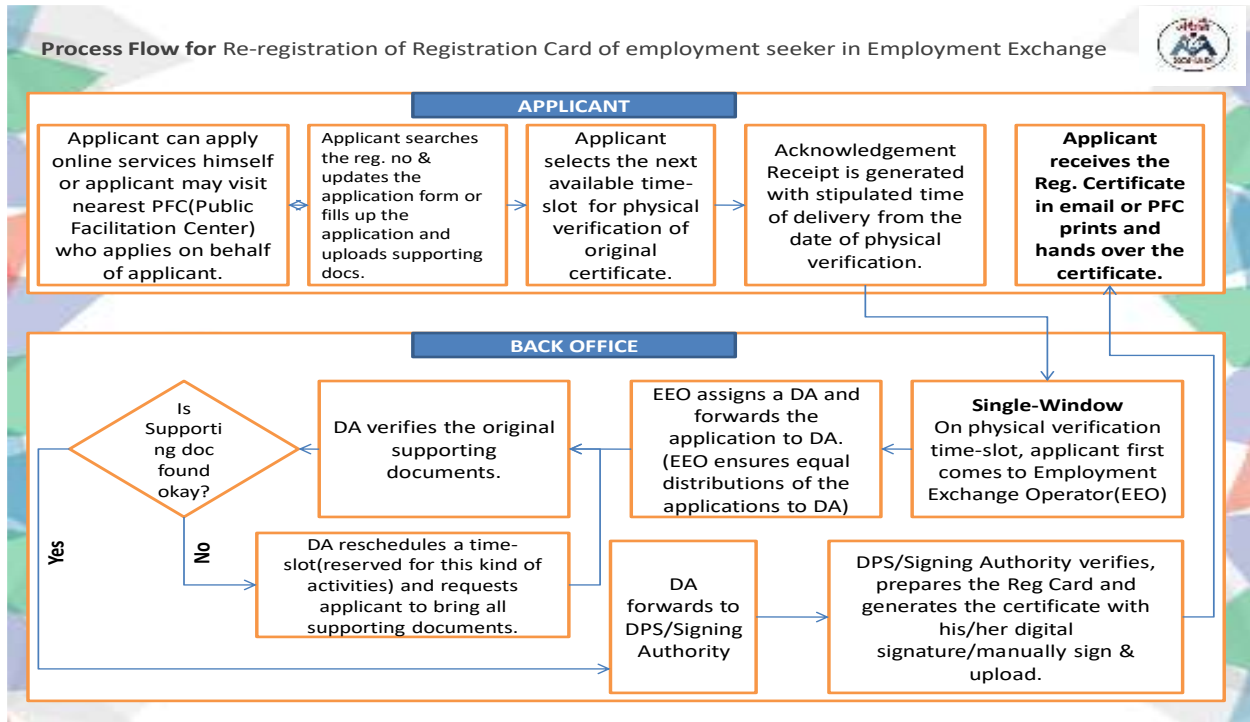 Process Flow for Re-registration of Registration Card of employment seeker in Employment Exchange
APPLICANT
Applicant can apply
online services himself
or applicant may visit
nearest PFC(Public
Facilitation Center)
who applies on behalf
of applicant.
Applicant searches
the reg. no &
updates the
application form or
fills up the
application and
uploads supporting
docs.
Applicant
selects the next
available time-
slot for physical
verification of
original
certificate.
Acknowledgement
Receipt is generated
with stipulated time
of delivery from the
date of physical
verification.
Applicant
receives the
Reg. Certificate
in email or PFC
prints and
hands over the
certificate.
BACK OFFICE
Single-Window
On physical verification
time-slot, applicant first
comes to Employment
Exchange Operator(EEO)
EEO assigns a DA and
forwards the
application to DA.
(EEO ensures equal
distributions of the
applications to DA)
DA verifies the original
supporting
documents.
Is
Supporti
ng doc
found
okay?
Yes
No
DA reschedules a time-
slot(reserved for this kind of
activities) and requests
applicant to bring all
supporting documents.
DA
forwards to
DPS/Signing
Authority
DPS/Signing Authority verifies,
prepares the Reg Card and
generates the certificate with
his/her digital
signature/manually sign &
upload.